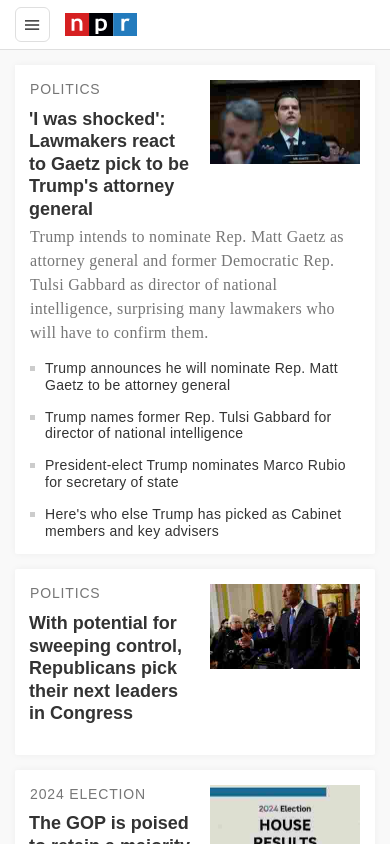 npr
POLITICS
'I was shocked':
Lawmakers react
to Gaetz pick to be
Trump's attorney
general
Trump intends to nominate Rep. Matt Gaetz as
attorney general and former Democratic Rep.
Tulsi Gabbard as director of national
intelligence, surprising many lawmakers who
will have to confirm them.
Trump announces he will nominate Rep. Matt
Gaetz to be attorney general
Trump names former Rep. Tulsi Gabbard for
director of national intelligence
President-elect Trump nominates Marco Rubio
for secretary of state
Here's who else Trump has picked as Cabinet
members and key advisers
POLITICS
With potential for
sweeping control,
Republicans pick
their next leaders
in Congress
2024 ELECTION
The GOP is poised
to retain a majority
2024 Election
HOUSE
RESULTS